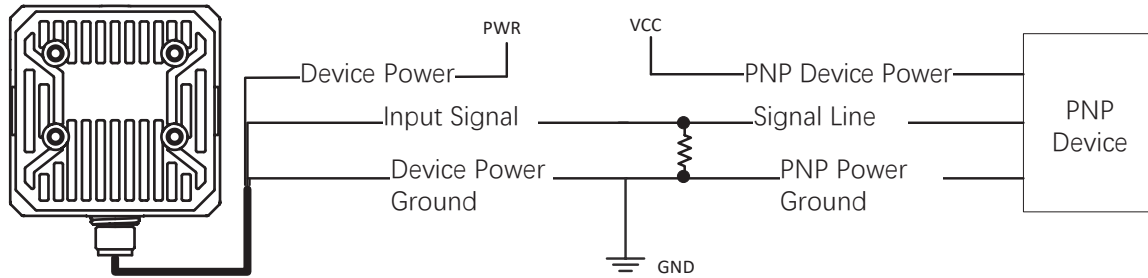 PWR
VCC
Device Power
PNP Device Power
Input Signal
Signal Line
PNP
Device
Device Power
Ground
PNP Power
Ground
GND